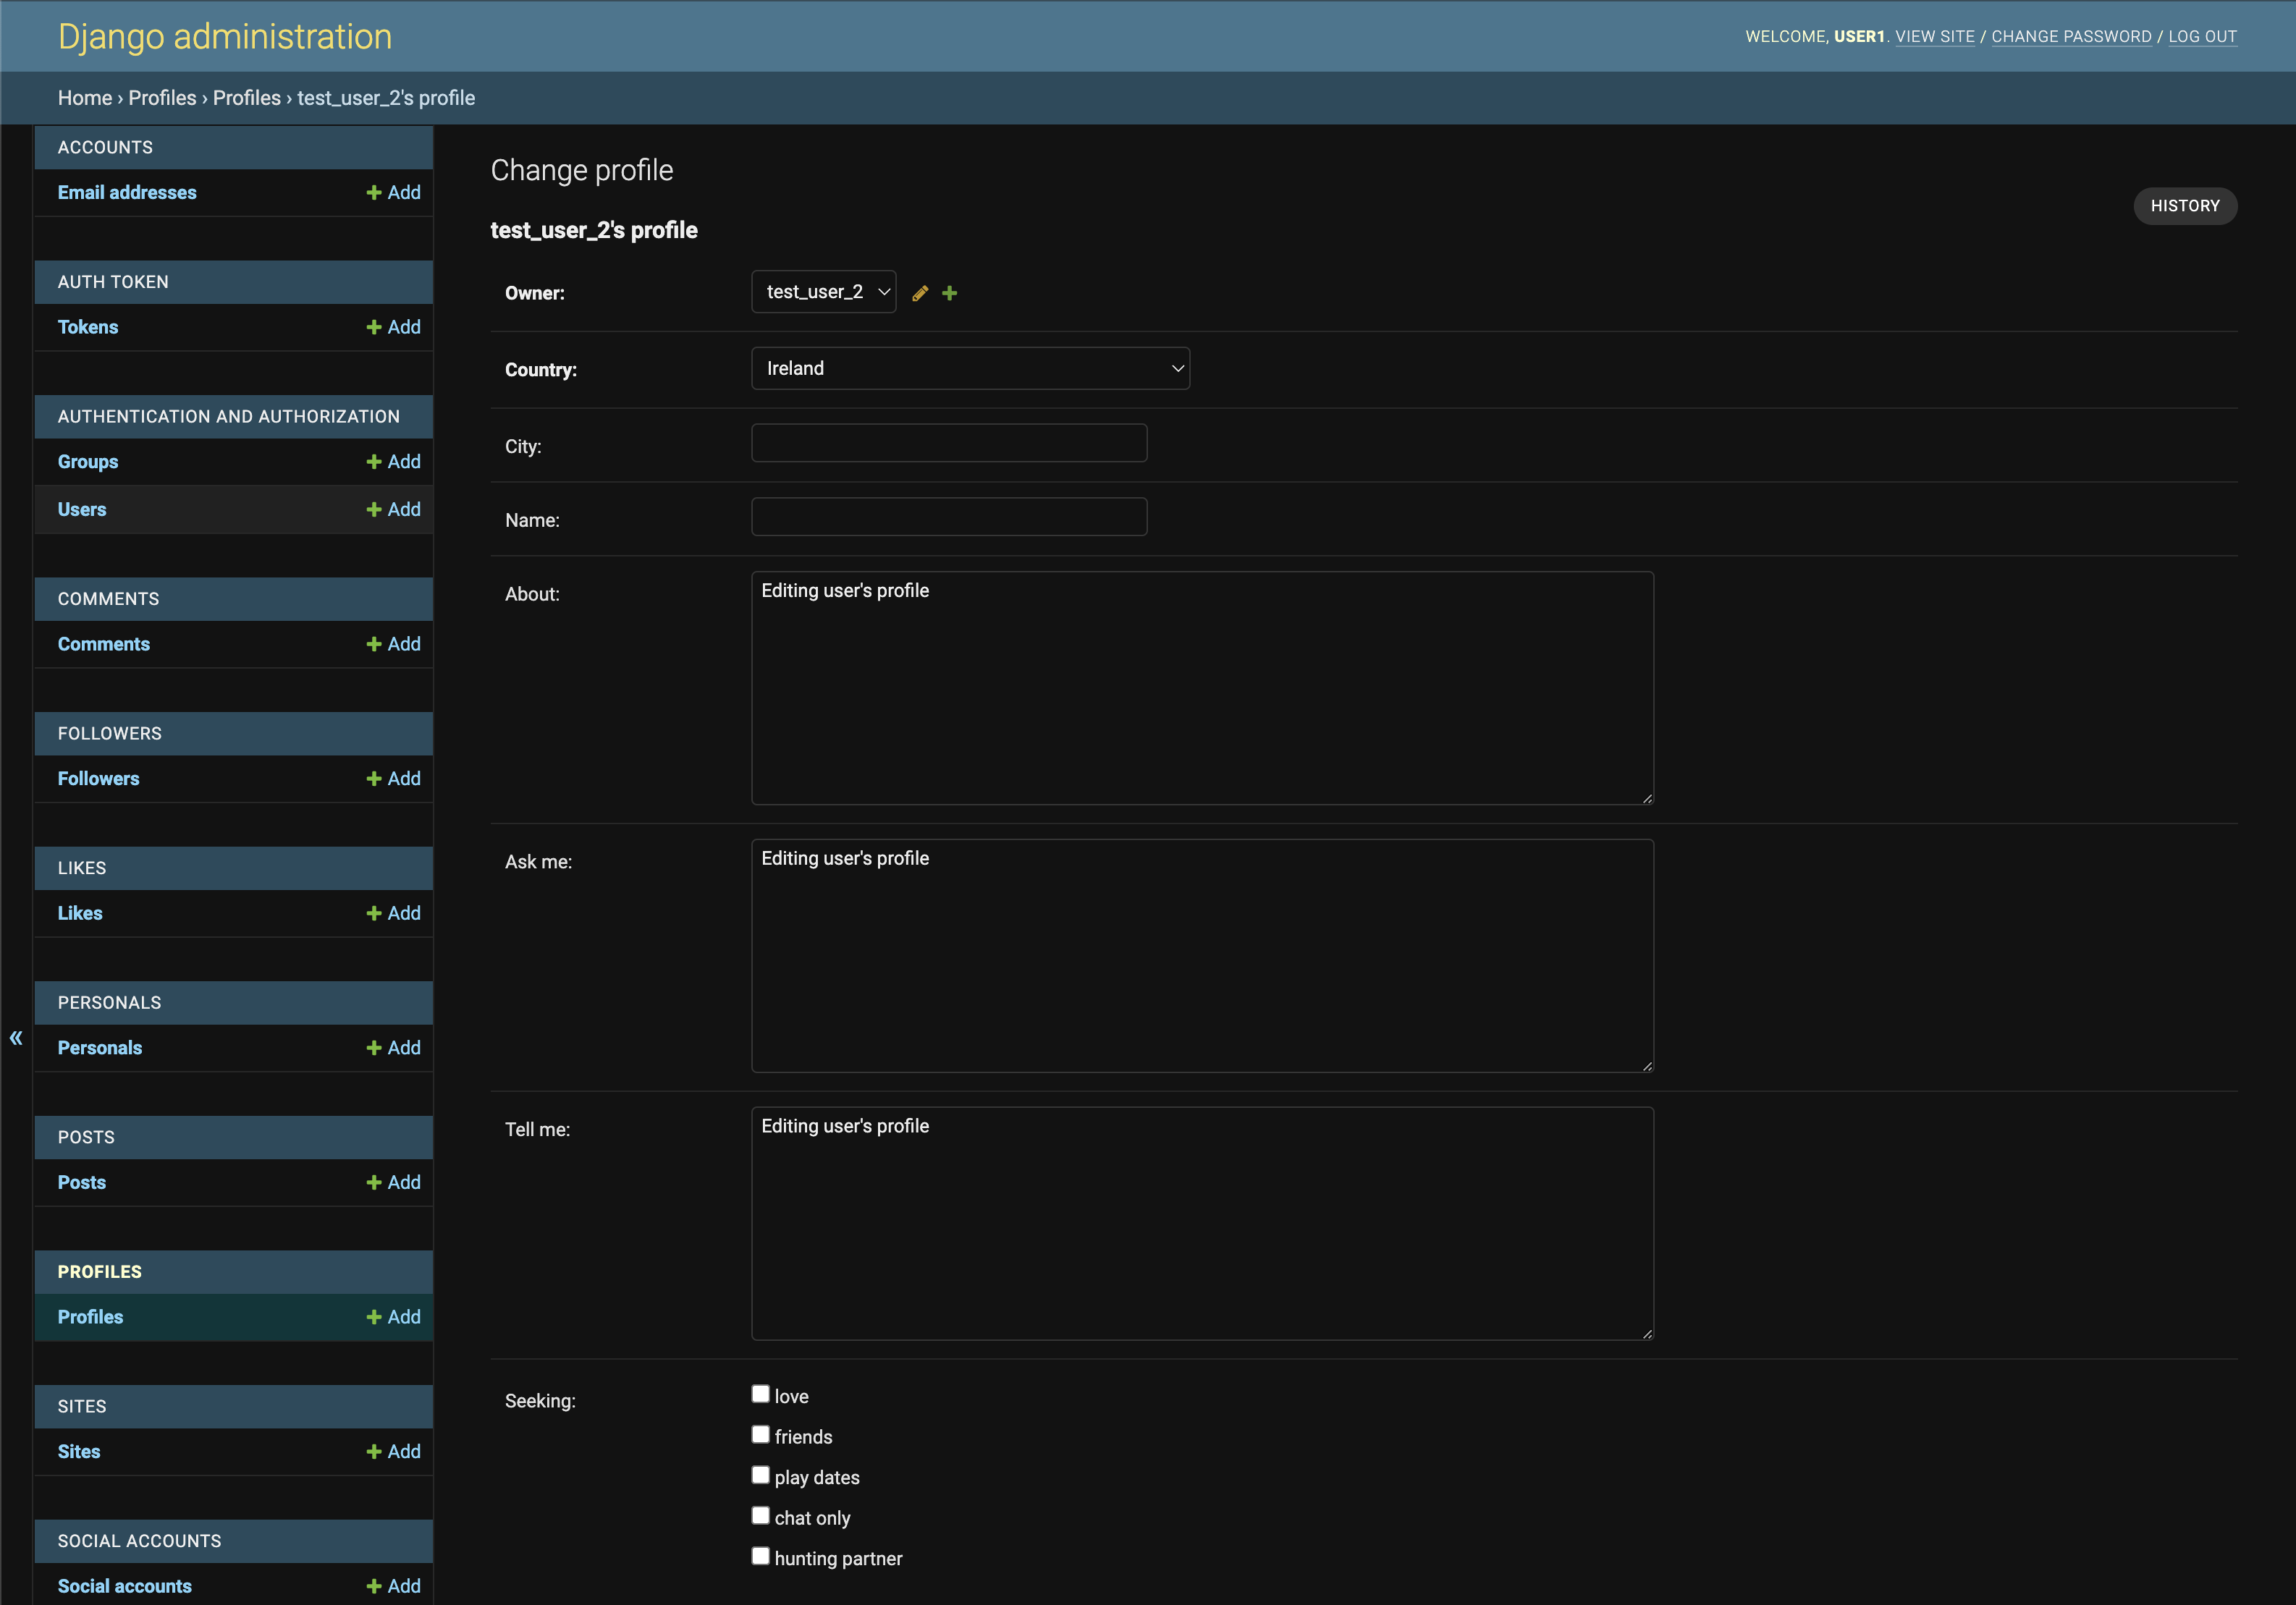 Django administration
WELCOME, USER1. VIEW SITE / CHANGE PASSWORD / LOG OUT
Home › Profiles › Profiles › test_user_2's profile
ACCOUNTS
Email addresses
Add
AUTH TOKEN
Tokens
Add
AUTHENTICATION AND AUTHORIZATION
Groups
Add
Users
Add
COMMENTS
Comments
Add
FOLLOWERS
Followers
Add
LIKES
Likes
Add
PERSONALS
Personals
Add
POSTS
Posts
Add
PROFILES
Profiles
Add
SITES
Sites
Add
SOCIAL ACCOUNTS
Social accounts
Add
«
Change profile
HISTORY
test_user_2's profile
Owner:
test_user_2
Country:
Ireland
City:
Name:
About:
Editing user's profile
Ask me:
Editing user's profile
Tell me:
Editing user's profile
Seeking:
love
friends
play dates
chat only
hunting partner